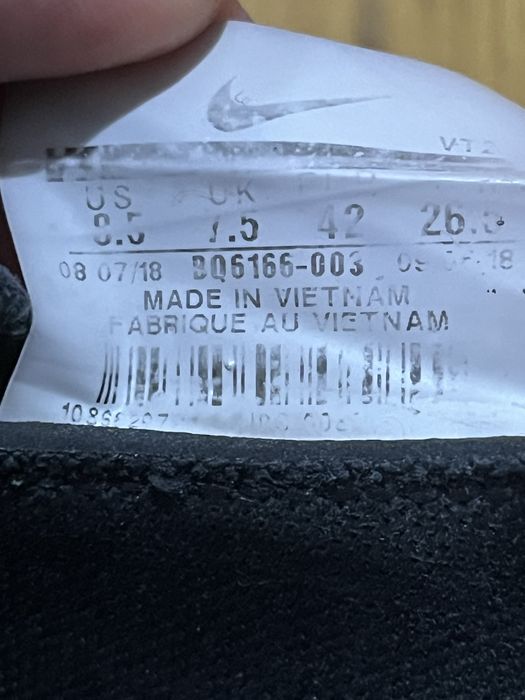 VT2
US UK
8.5 7.5 42 26.5
08 07/18 BQ6166-003
MADE IN VIETNAM
FABRIQUE AU VIETNAM